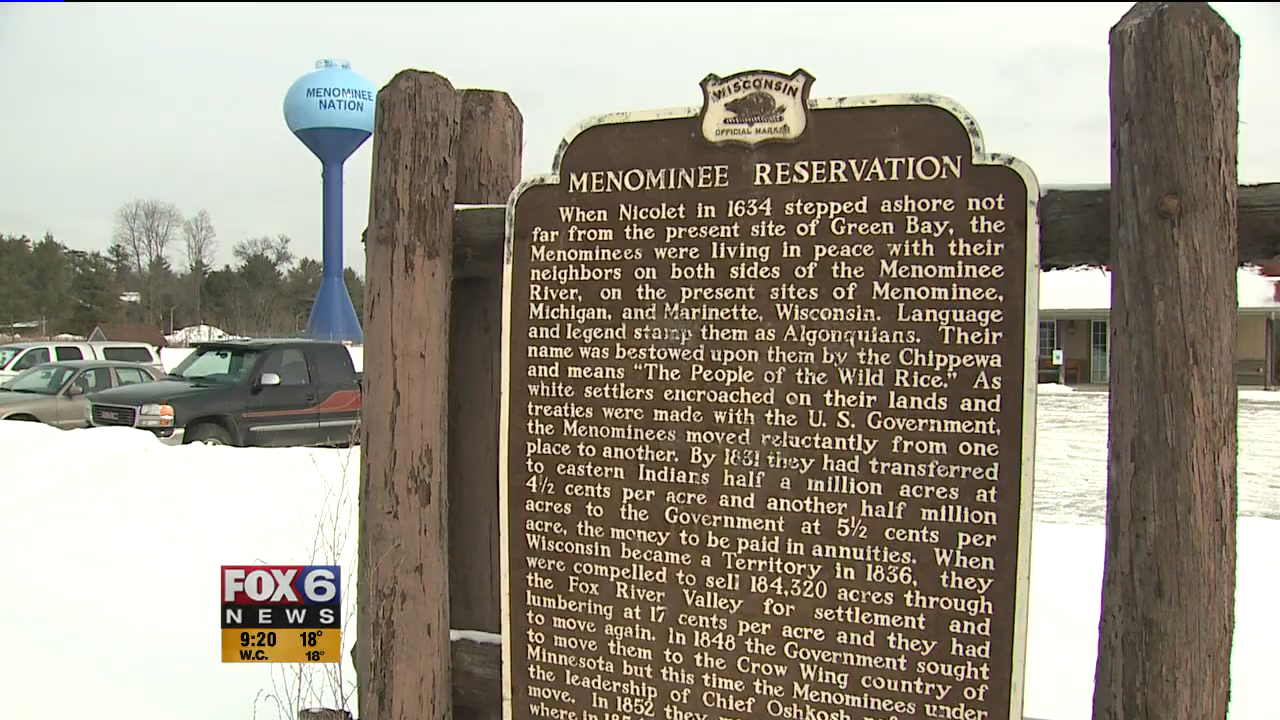 MENOMINEE
NATION
WISCONSIN
OFFICIAL MARKER
MENOMINEE RESERVATION
When Nicolet in 1634 stepped ashore not
far from the present site of Green Bay, the
Menominees were living in peace with their
neighbors on both sides of the Menominee
River, on the present sites of Menominee,
Michigan, and Marinette, Wisconsin. Language
and legend stamp them as Algonquians. Their
name was bestowed upon them by the Chippewa
and means "The People of the Wild Rice." As
white settlers encroached on their lands and
treaties were made with the U. S. Government,
the Menominees moved reluctantly from one
place to another. By 1831 they had transferred
to eastern Indians half a million acres at
4½ cents per acre and another half million
acres to the Government at 5½ cents per
acre, the money to be paid in annuities. When
Wisconsin became a Territory in 1836, they
were compelled to sell 184,320 acres through
the Fox River Valley for settlement and
lumbering at 17 cents per acre and they had
to move again. In 1848 the Government sought
to move them to the Crow Wing country of
Minnesota but this time the Menominees under
the leadership of Chief Oshkosh
move. In 1852 they
where in
GMC
FOX 6
NEWS
9:20 18°
W.C. 18°